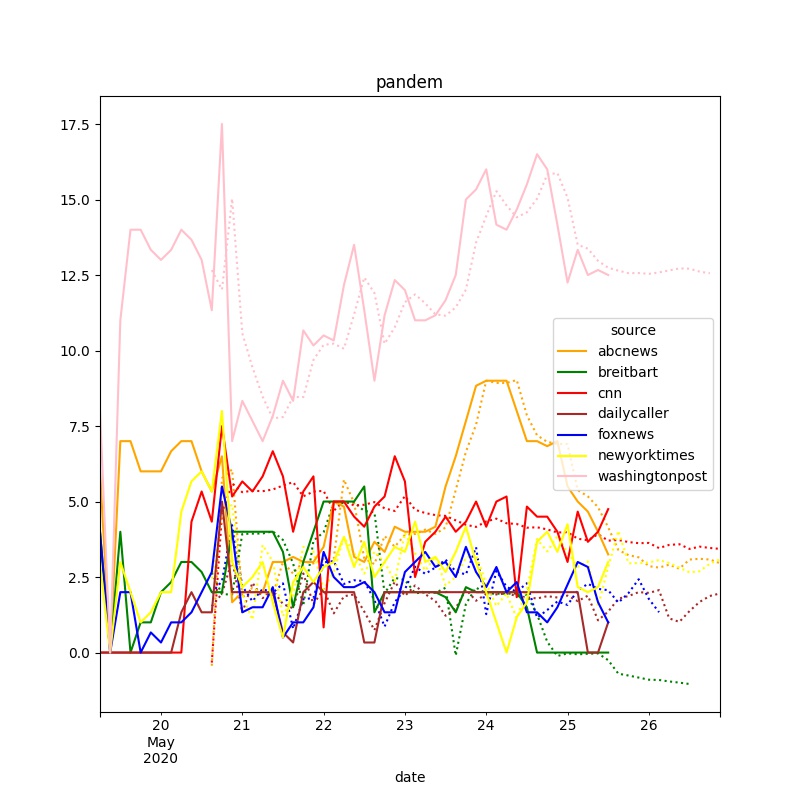 pandem
17.5
15.0
12.5
10.0
7.5
5.0
2.5
0.0
source
abcnews
breitbart
cnn
dailycaller
foxnews
newyorktimes
washingtonpost
20 21 22 23 24 25 26
May
2020
date